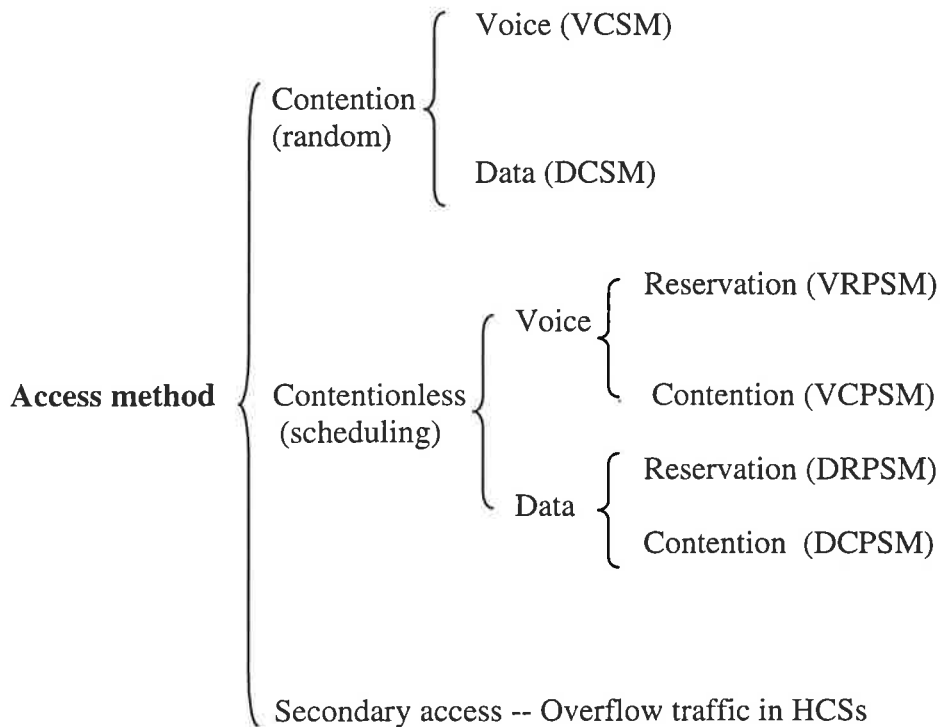 Voice (VCSM)
Contention
(random)
Data (DCSM)
Reservation (VRPSM)
Voice
Access method
Contentionless
(scheduling)
Contention (VCPSM)
Reservation (DRPSM)
Data
Contention (DCPSM)
Secondary access -- Overflow traffic in HCSs